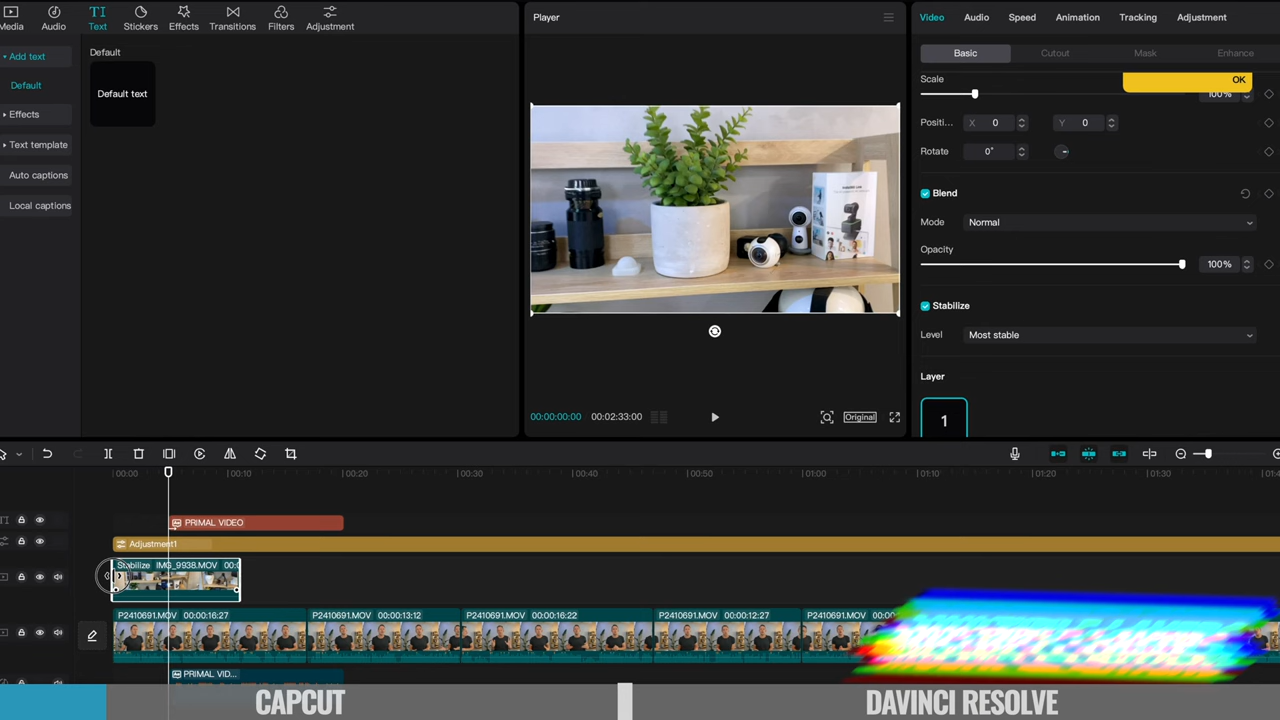 Media
Audio
Text
Stickers
Effects
Transitions
Filters
Adjustment
Add text
Default
Effects
Text template
Auto captions
Local captions
Default
Default text
Player
00:00:00:00
00:02:33:00
Original
Video
Audio
Speed
Animation
Tracking
Adjustment
Basic
Cutout
Mask
Enhance
Scale
100%
OK
Positi... X 0 Y 0
Rotate 0°
Blend
Mode Normal
Opacity
100%
Stabilize
Level Most stable
Layer
1
00:00 00:10 00:20 00:30 00:40 00:50 01:00 01:10 01:20 01:30
PRIMAL VIDEO
Adjustment1
Stabilize IMG_9938.MOV 00:0
P2410691.MOV 00:00:16:27
P2410691.MOV 00:00:13:12
P2410691.MOV 00:00:16:22
P2410691.MOV 00:00:12:27
P2410691.MOV 00:00
PRIMAL VID...
CAPCUT
DAVINCI RESOLVE